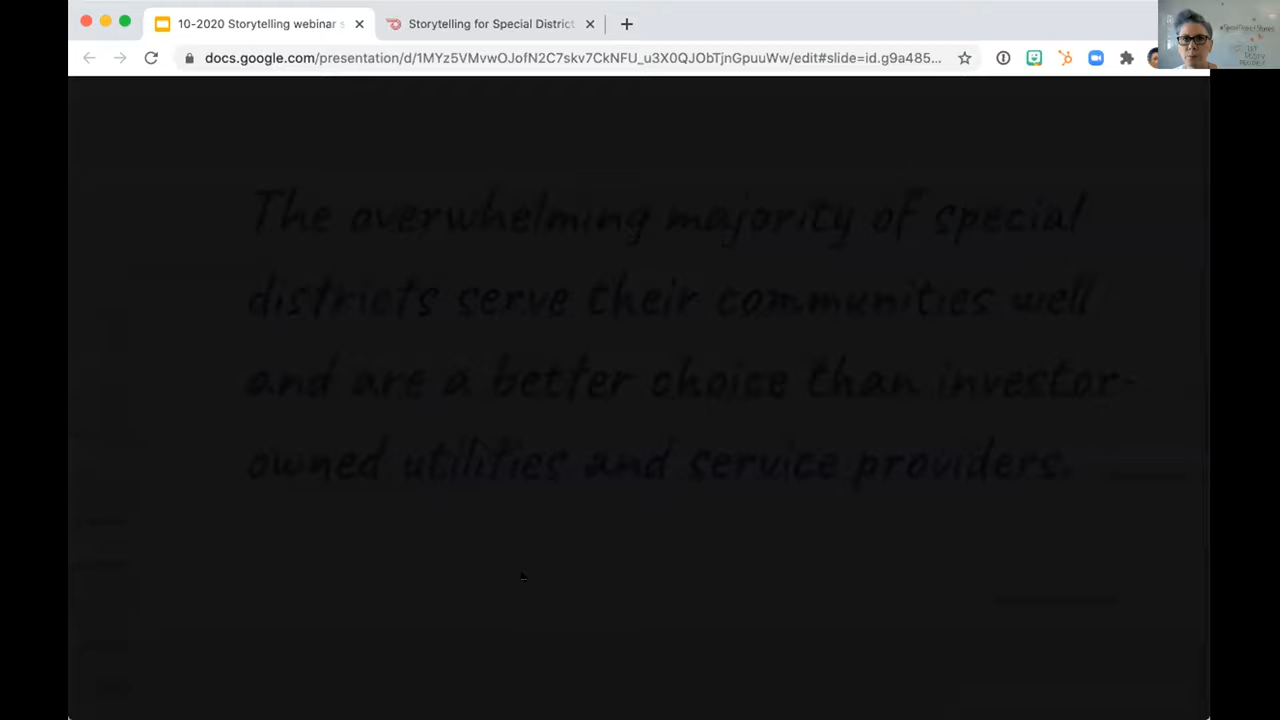 10-2020 Storytelling webinar s
Storytelling for Special District
docs.google.com/presentation/d/1MYz5VMvwOJofN2C7skv7CkNFU_u3X0QJObTjnGpuuWw/edit#slide=id.g9a485...
The overwhelming majority of special
districts serve their communities well
and are a better choice than investor-
owned utilities and service providers.